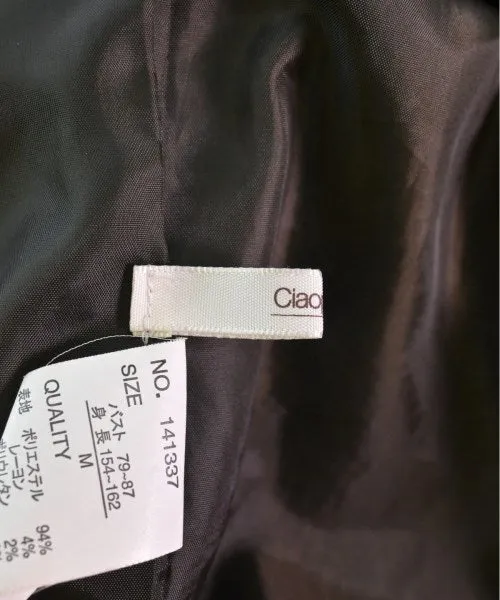 Ciao
NO. 141337
SIZE
バスト 79~87
身長 154~162
M
QUALITY
表地 ポリエステル 94%
レーヨン 4%
ポリウレタン 2%